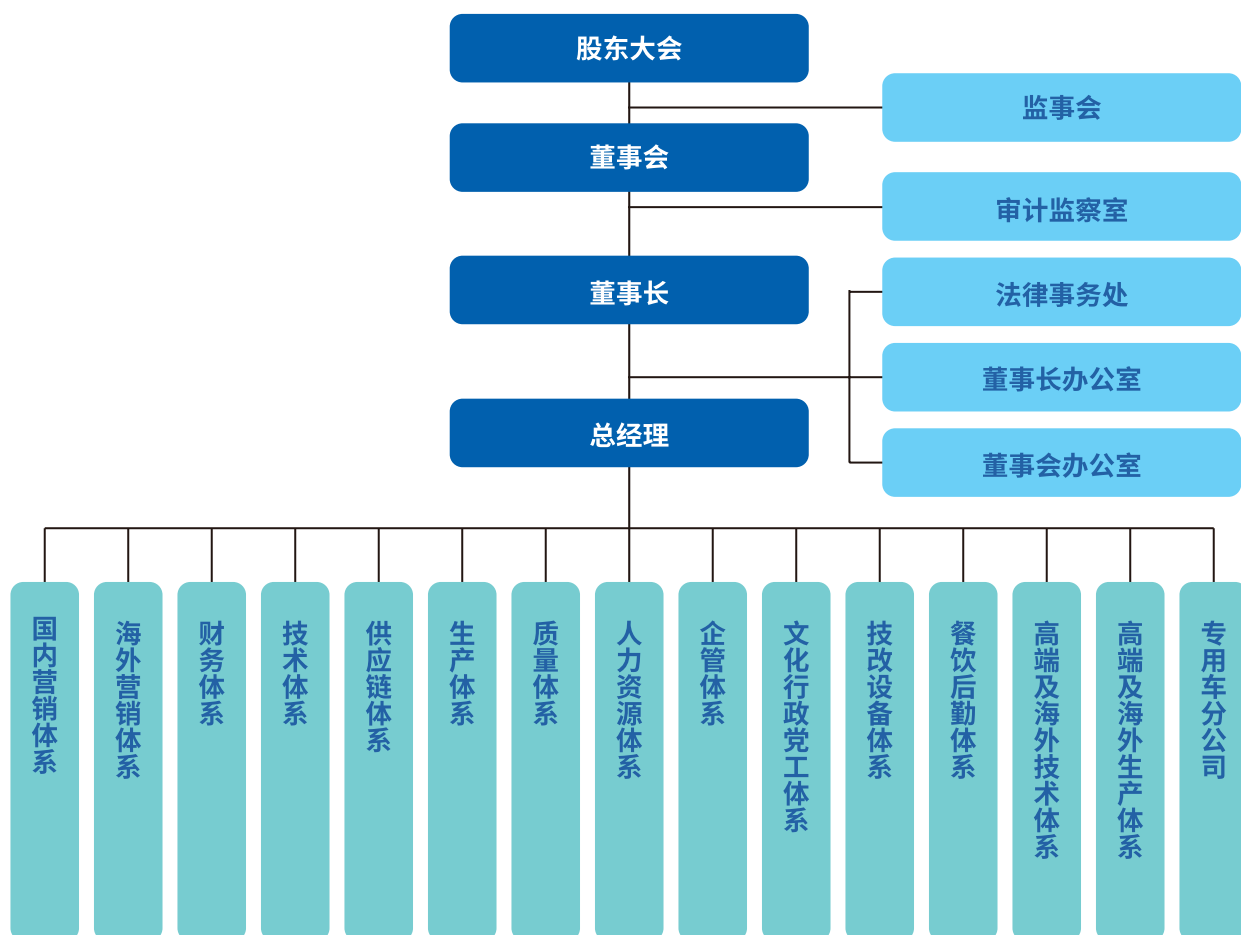 股东大会
监事会
董事会
审计监察室
董事长
法律事务处
董事长办公室
总经理
董事会办公室
国内营销体系
海外营销体系
财务体系
技术体系
供应链体系
生产体系
质量体系
人力资源体系
企管体系
文化行政党工体系
技改设备体系
餐饮后勤体系
高端及海外技术体系
高端及海外生产体系
专用车分公司